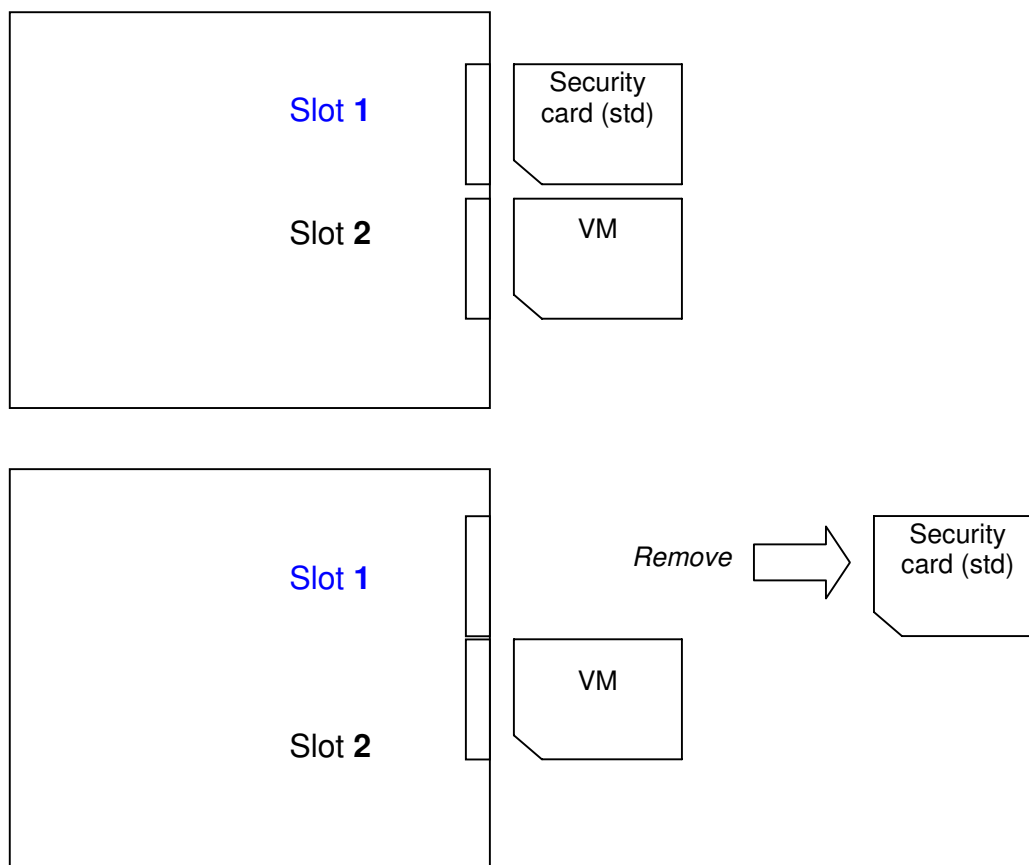 Slot 1
Security
card (std)
Slot 2
VM
Slot 1
Remove
Security
card (std)
VM
Slot 2